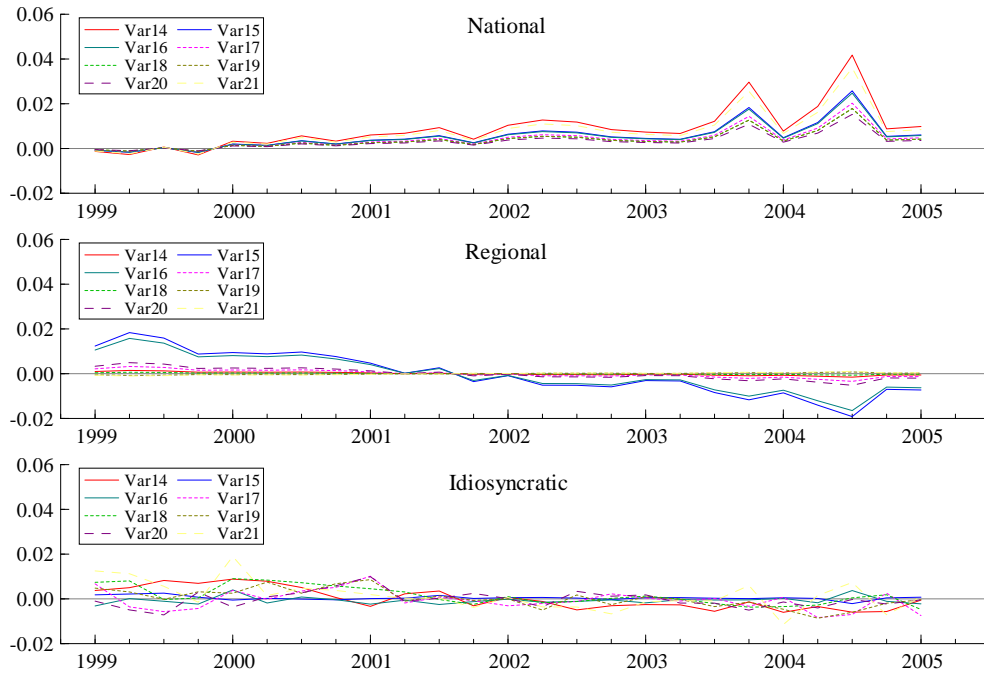 0.06
National
Var14 Var15
Var16 Var17
Var18 Var19
Var20 Var21
0.04
0.02
0.00
-0.02
1999 2000 2001 2002 2003 2004 2005
0.06
Regional
Var14 Var15
Var16 Var17
Var18 Var19
Var20 Var21
0.04
0.02
0.00
-0.02
1999 2000 2001 2002 2003 2004 2005
0.06
Idiosyncratic
Var14 Var15
Var16 Var17
Var18 Var19
Var20 Var21
0.04
0.02
0.00
-0.02
1999 2000 2001 2002 2003 2004 2005